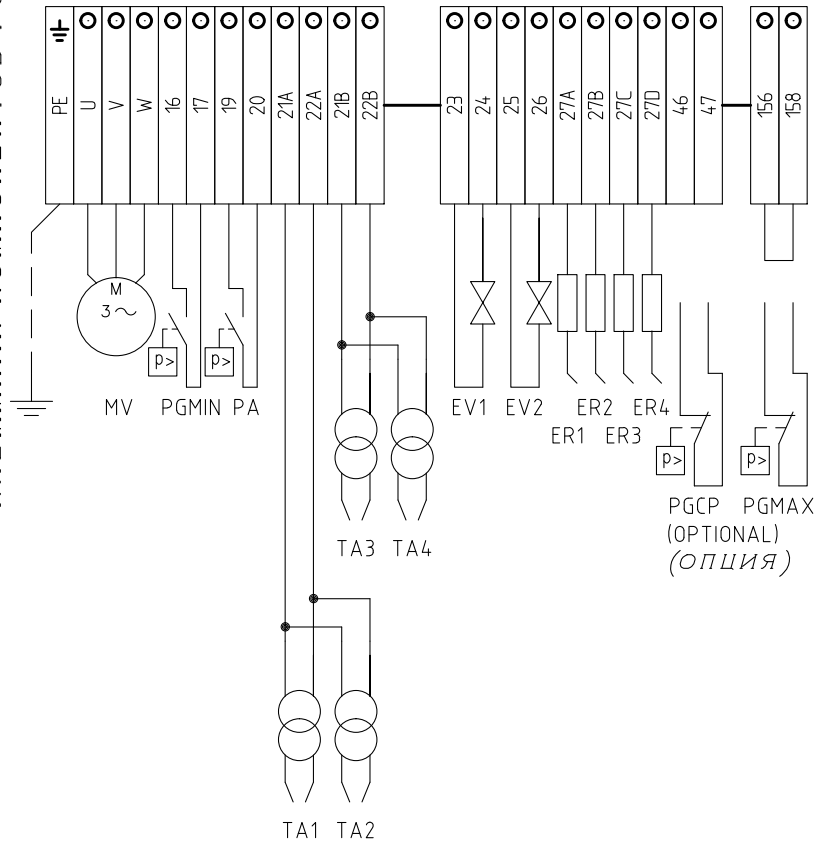 PE U V W 16 17 19 20 21A 22A 21B 22B 23 24 25 26 27A 27B 27C 27D 46 47 156 158
M
3~
p> p>
MV PGMIN PA EV1 EV2 ER2 ER4
ER1 ER3
p> p>
PGCP PGMAX
(OPTIONAL)
(ОПЦИЯ)
TA3 TA4
TA1 TA2